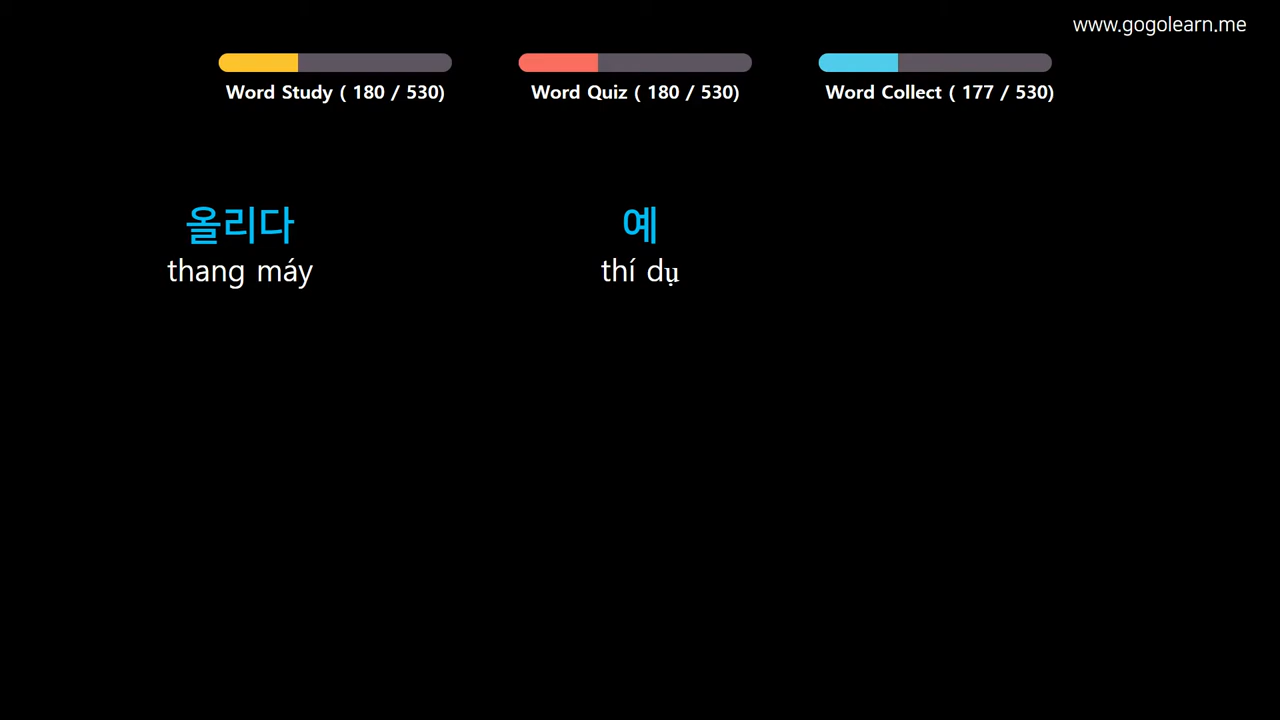 www.gogolearn.me
Word Study ( 180 / 530)
Word Quiz ( 180 / 530)
Word Collect ( 177 / 530)
올리다
thang máy
예
thí dụ